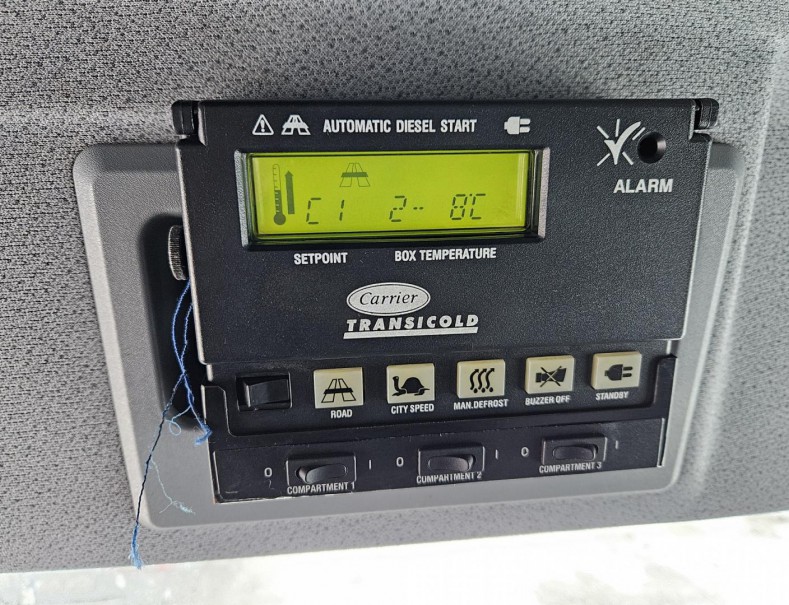 AUTOMATIC DIESEL START
ALARM
C1 2- 8°C
SETPOINT BOX TEMPERATURE
Carrier
TRANSICOLD
ROAD CITY SPEED MAN.DEFROST BUZZER OFF STANDBY
0 I 0 I 0 I
COMPARTMENT 1 COMPARTMENT 2 COMPARTMENT 3